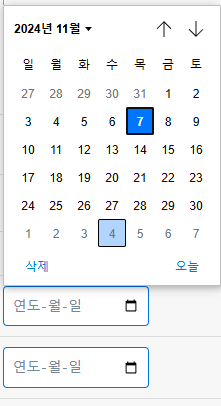 2024년 11월
일 월 화 수 목 금 토
27 28 29 30 31 1 2
3 4 5 6 7 8 9
10 11 12 13 14 15 16
17 18 19 20 21 22 23
24 25 26 27 28 29 30
1 2 3 4 5 6 7
삭제 오늘
연도-월-일
연도-월-일